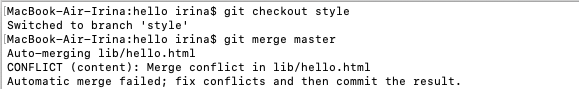 MacBook-Air-Irina:hello irina$ git checkout style
Switched to branch 'style'
MacBook-Air-Irina:hello irina$ git merge master
Auto-merging lib/hello.html
CONFLICT (content): Merge conflict in lib/hello.html
Automatic merge failed; fix conflicts and then commit the result.